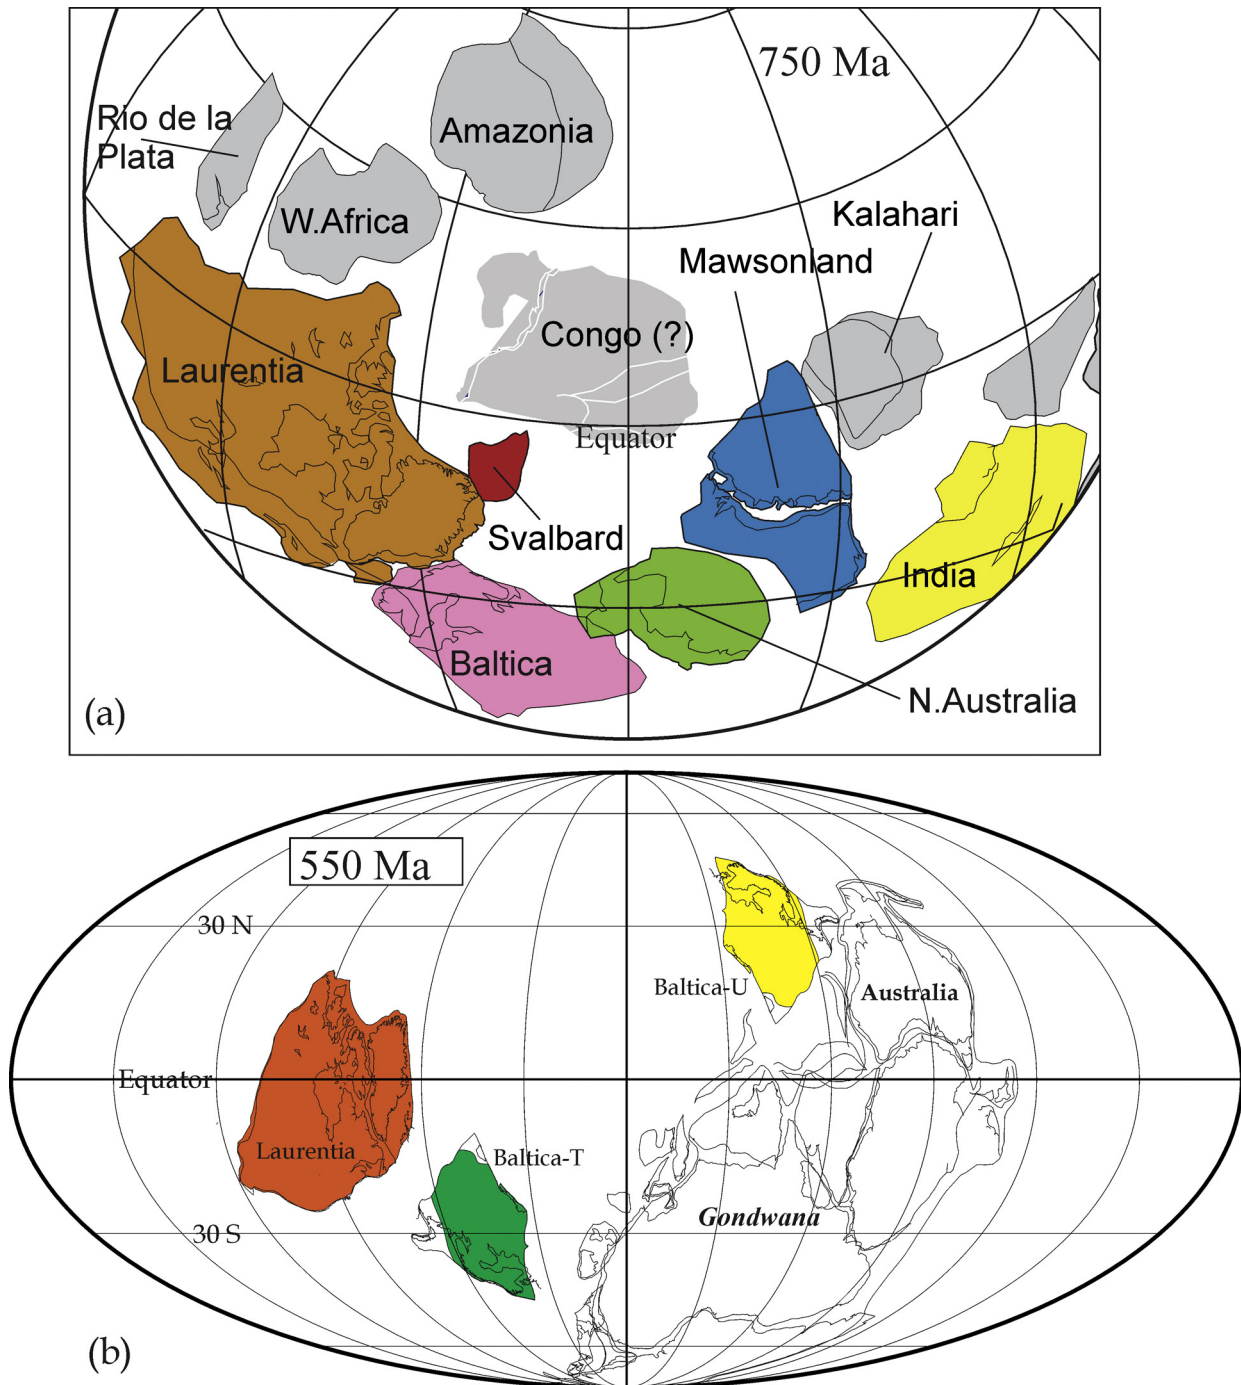 750 Ma
Rio de la
Plata
Amazonia
W.Africa
Kalahari
Mawsonland
Congo (?)
Laurentia
Equator
Svalbard
India
Baltica
N.Australia
(a)
550 Ma
30 N
Baltica-U
Australia
Equator
Laurentia
Baltica-T
Gondwana
30 S
(b)